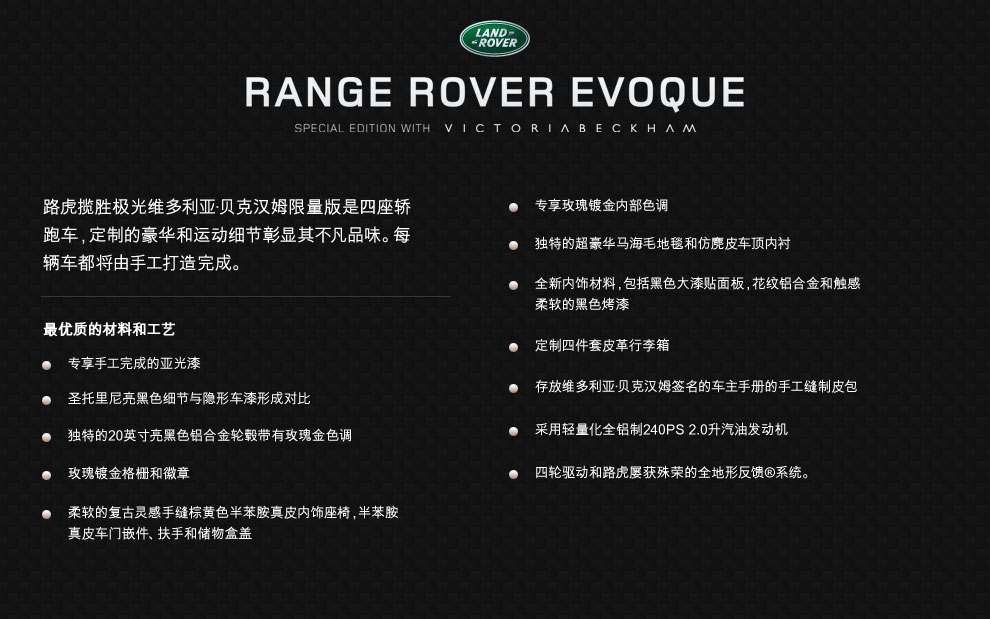 LAND
ROVER
RANGE ROVER EVOQUE
SPECIAL EDITION WITH VICTORIA BECKHAM
路虎揽胜极光维多利亚·贝克汉姆限量版是四座轿
跑车，定制的豪华和运动细节彰显其不凡品味。每
辆车都将由手工打造完成。
最优质的材料和工艺
专享手工完成的亚光漆
圣托里尼亮黑色细节与隐形车漆形成对比
独特的20英寸亮黑色铝合金轮毂带有玫瑰金色调
玫瑰镀金格栅和徽章
柔软的复古灵感手缝棕黄色半苯胺真皮内饰座椅，半苯胺
真皮车门嵌件、扶手和储物盒盖
专享玫瑰镀金内部色调
独特的超豪华马海毛地毯和仿麂皮车顶内衬
全新内饰材料，包括黑色大漆贴面板，花纹铝合金和触感
柔软的黑色烤漆
定制四件套皮革行李箱
存放维多利亚·贝克汉姆签名的车主手册的手工缝制皮包
采用轻量化全铝制240PS 2.0升汽油发动机
四轮驱动和路虎屡获殊荣的全地形反馈®系统。